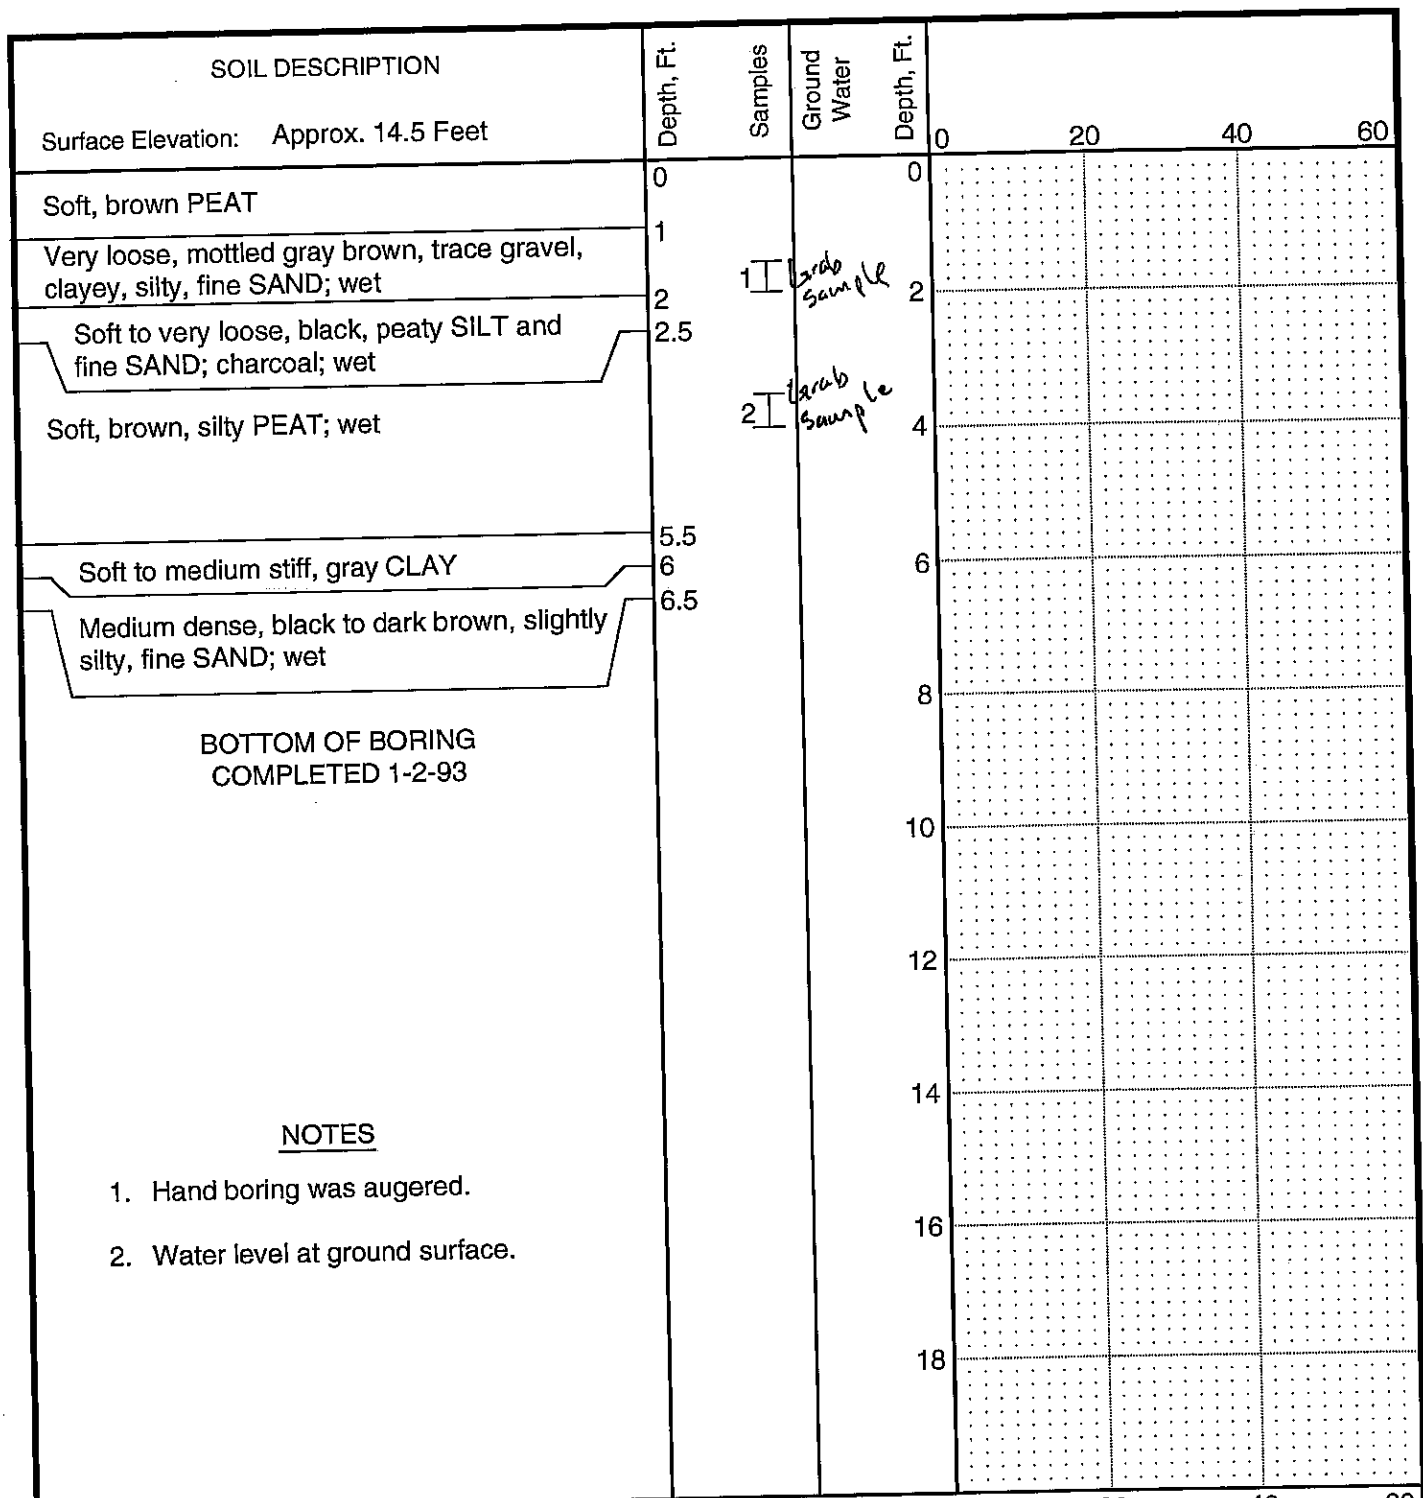 SOIL DESCRIPTION
Surface Elevation: Approx. 14.5 Feet
Depth, Ft.
Samples
Ground
Water
Depth, Ft.
0 20 40 60
0
Soft, brown PEAT
1
Very loose, mottled gray brown, trace gravel,
clayey, silty, fine SAND; wet
2
Soft to very loose, black, peaty SILT and
fine SAND; charcoal; wet
2.5
Soft, brown, silty PEAT; wet
5.5
Soft to medium stiff, gray CLAY
6
6.5
Medium dense, black to dark brown, slightly
silty, fine SAND; wet
BOTTOM OF BORING
COMPLETED 1-2-93
NOTES
1. Hand boring was augered.
2. Water level at ground surface.
1 Grab
Sample
2 Grab
Sample
0
2
4
6
8
10
12
14
16
18